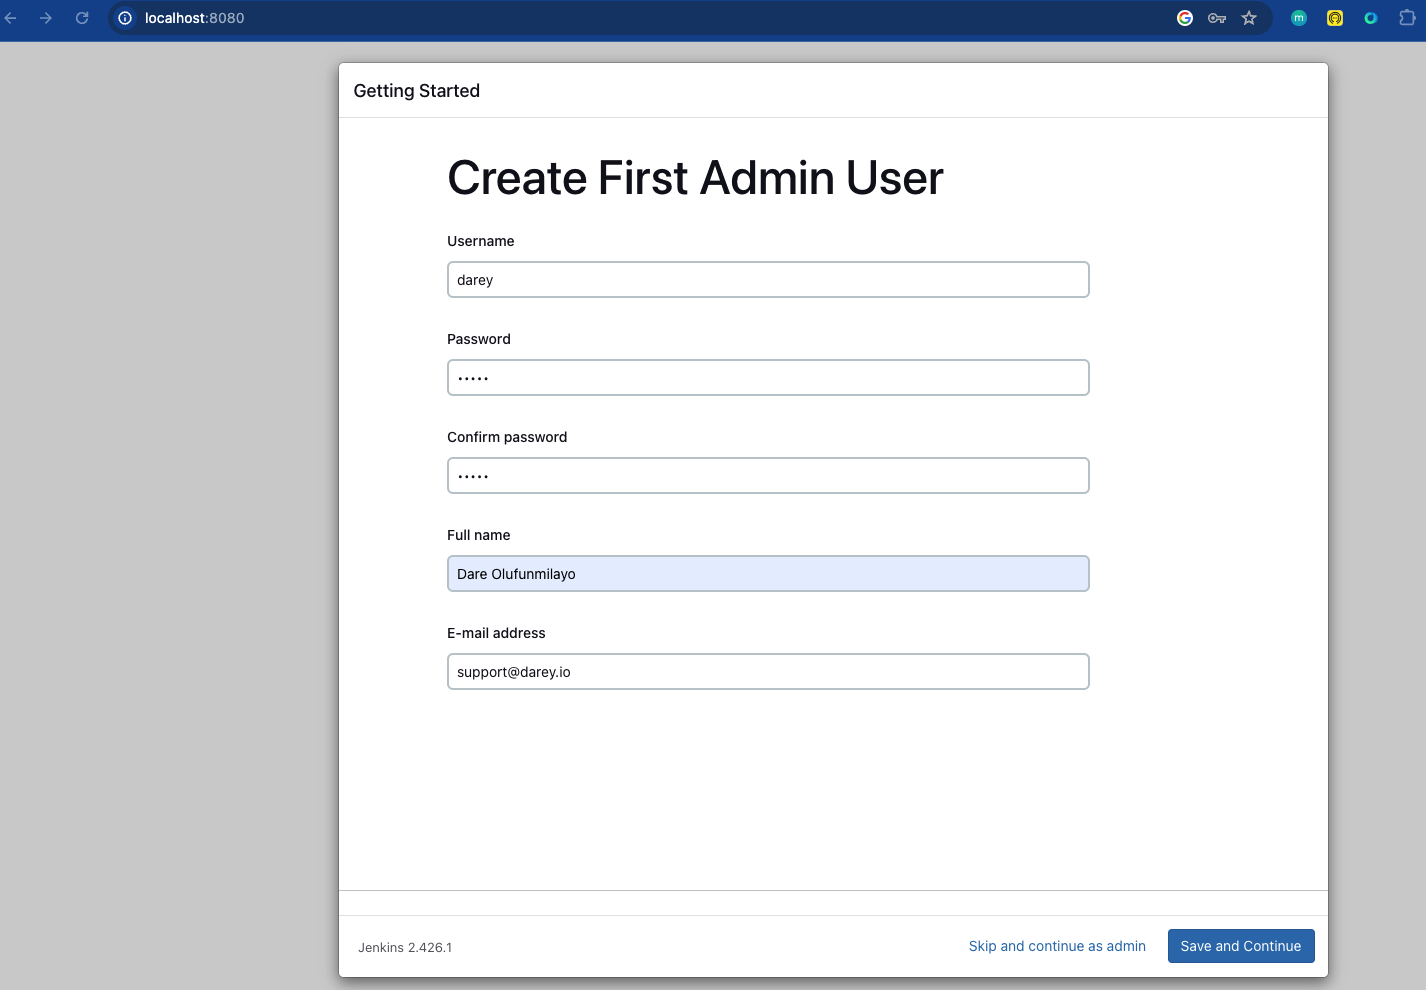 localhost:8080
m
Getting Started
Create First Admin User
Username
darey
Password
•••••
Confirm password
•••••
Full name
Dare Olufunmilayo
E-mail address
support@darey.io
Jenkins 2.426.1
Skip and continue as admin
Save and Continue